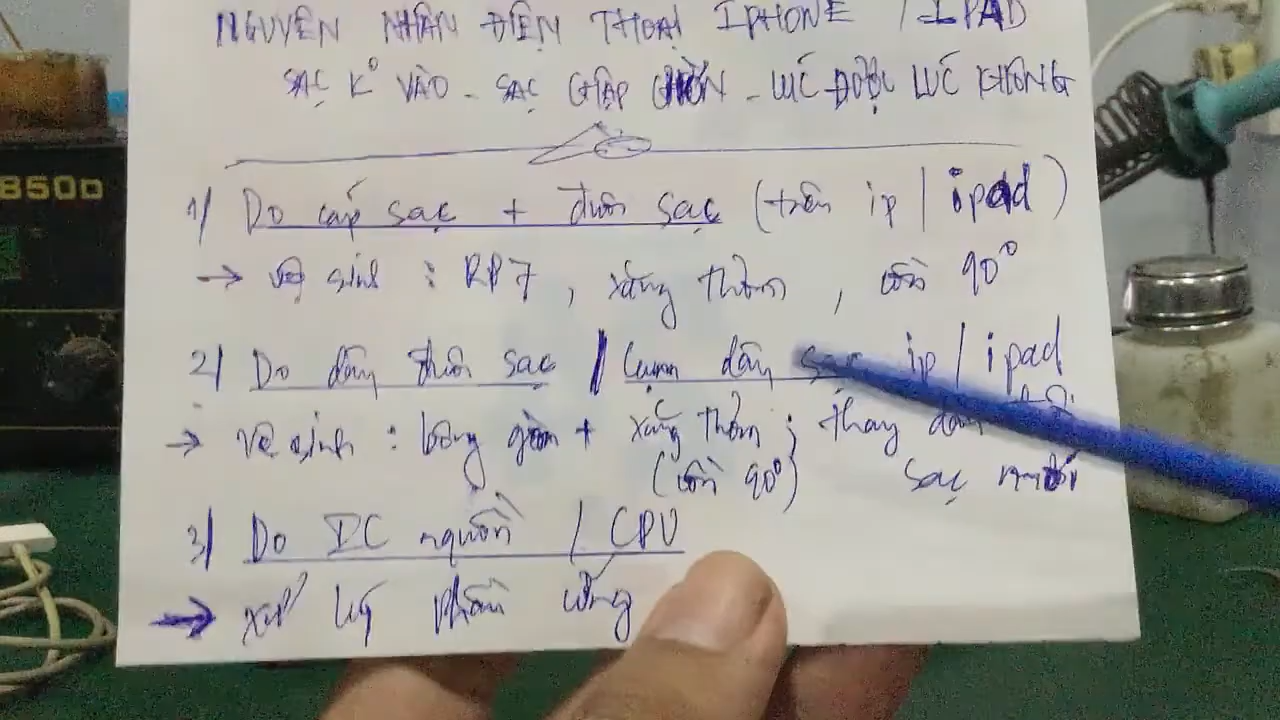 NGUYÊN NHÂN ĐIỆN THOẠI IPHONE / IPAD
SẠC K° VÀO - SẠC CHẬP CHỜN - LÚC ĐƯỢC LÚC KHÔNG
850D
1) Do cáp sạc + đuôi sạc (trên ip / ipad)
→ vệ sinh : RP7, xăng thơm, cồn 90°
2) Do dây sạc / cụm dây sạc ip / ipad
→ vệ sinh : bông gòn + xăng thơm ; thay dây
(cồn 90°) sạc mới
3) Do IC nguồn / CPU
→ xử lý phần cứng